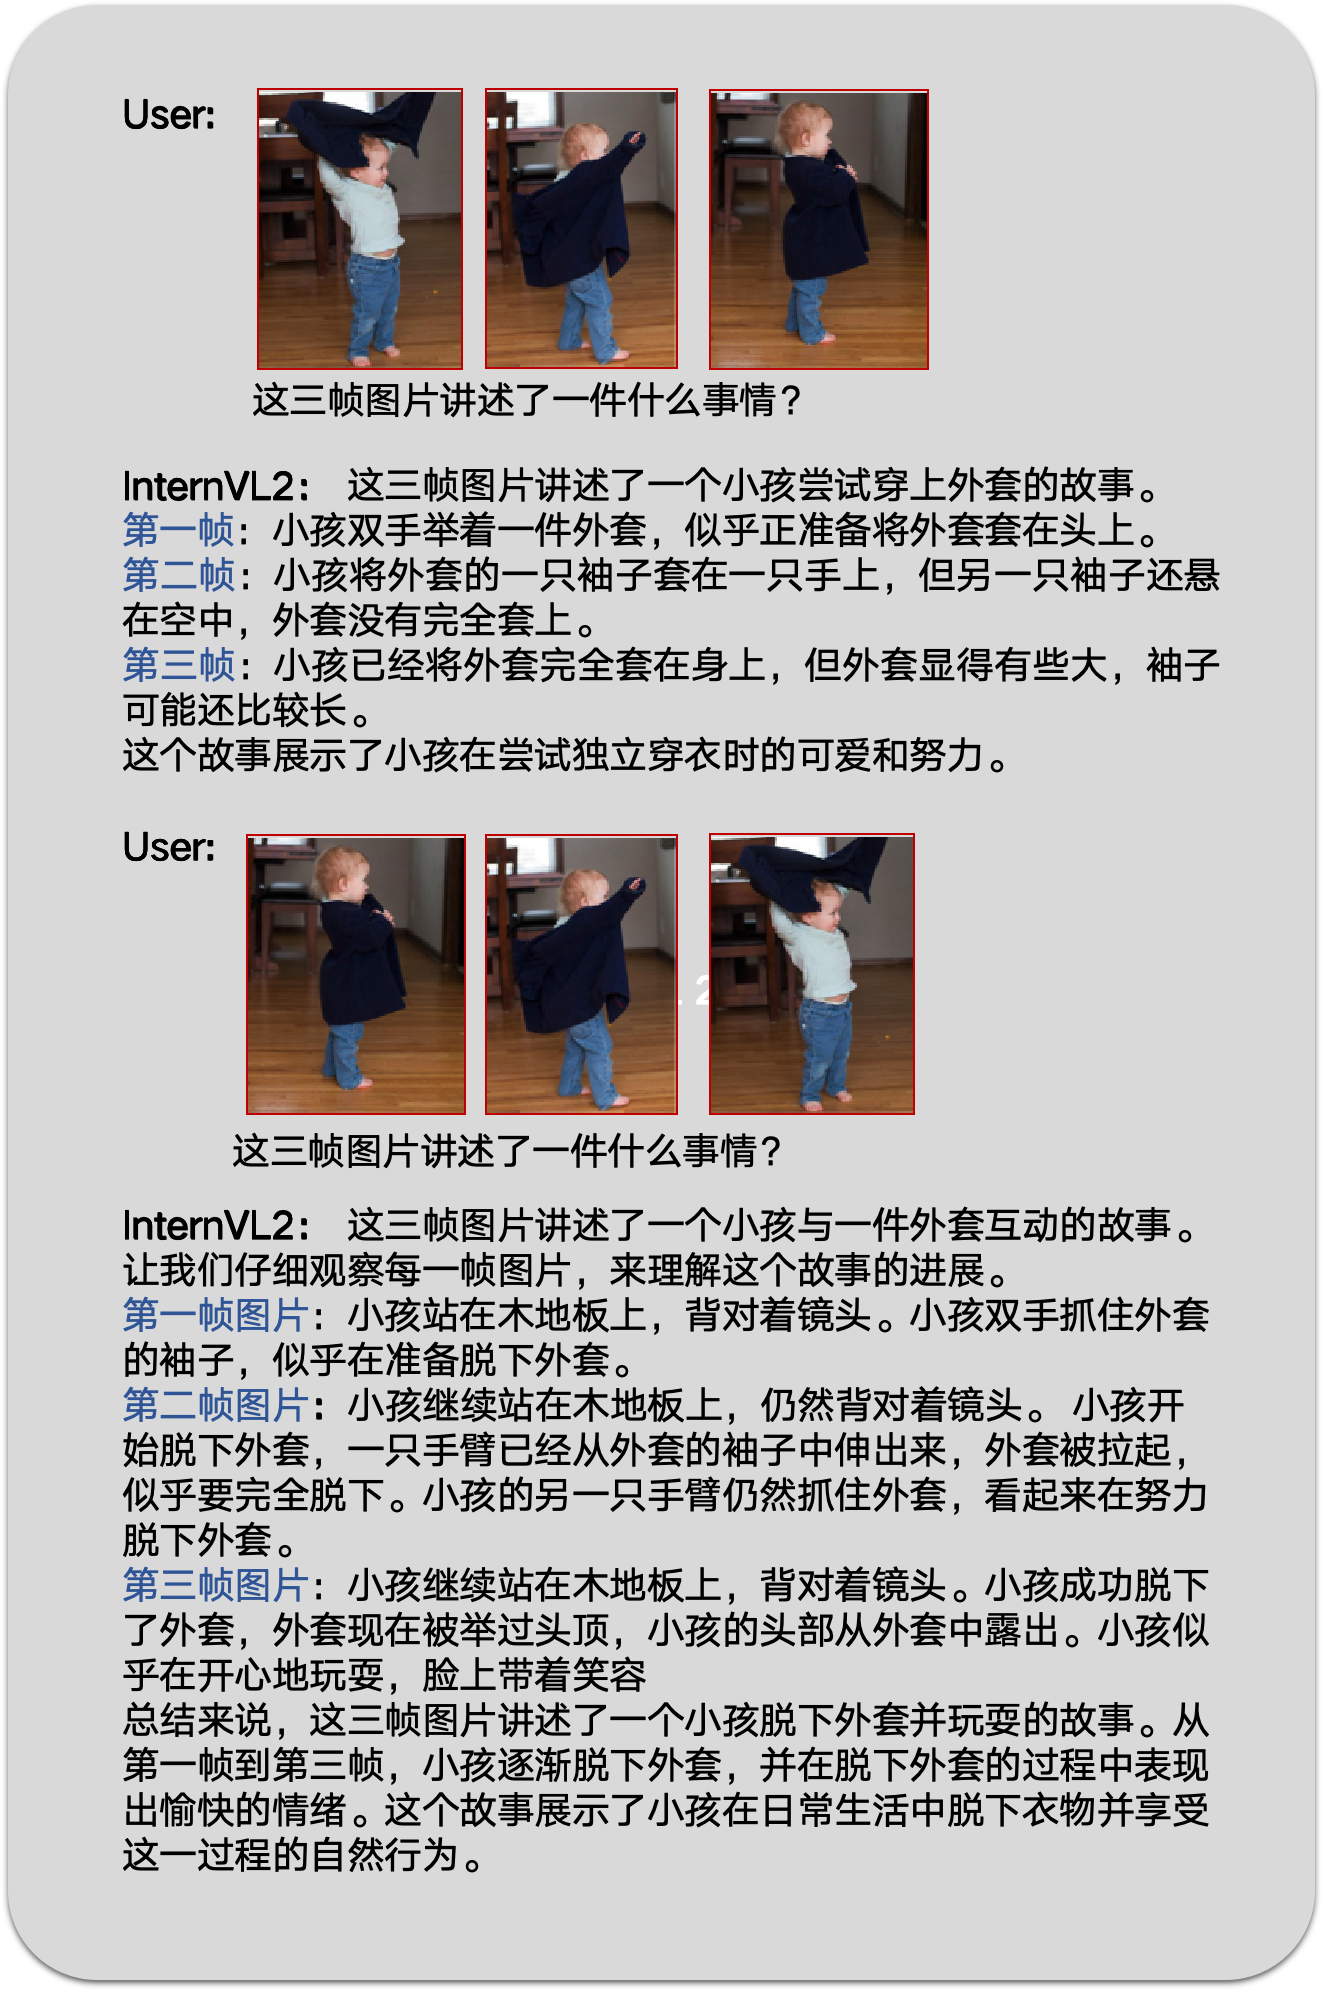 User:
这三帧图片讲述了一件什么事情？
InternVL2： 这三帧图片讲述了一个小孩尝试穿上外套的故事。
第一帧：小孩双手举着一件外套，似乎正准备将外套套在头上。
第二帧：小孩将外套的一只袖子套在一只手上，但另一只袖子还悬
在空中，外套没有完全套上。
第三帧：小孩已经将外套完全套在身上，但外套显得有些大，袖子
可能还比较长。
这个故事展示了小孩在尝试独立穿衣时的可爱和努力。
User:
. 2
这三帧图片讲述了一件什么事情？
InternVL2： 这三帧图片讲述了一个小孩与一件外套互动的故事。
让我们仔细观察每一帧图片，来理解这个故事的进展。
第一帧图片：小孩站在木地板上，背对着镜头。小孩双手抓住外套
的袖子，似乎在准备脱下外套。
第二帧图片：小孩继续站在木地板上，仍然背对着镜头。 小孩开
始脱下外套，一只手臂已经从外套的袖子中伸出来，外套被拉起，
似乎要完全脱下。小孩的另一只手臂仍然抓住外套，看起来在努力
脱下外套。
第三帧图片：小孩继续站在木地板上，背对着镜头。小孩成功脱下
了外套，外套现在被举过头顶，小孩的头部从外套中露出。小孩似
乎在开心地玩耍，脸上带着笑容
总结来说，这三帧图片讲述了一个小孩脱下外套并玩耍的故事。从
第一帧到第三帧，小孩逐渐脱下外套，并在脱下外套的过程中表现
出愉快的情绪。这个故事展示了小孩在日常生活中脱下衣物并享受
这一过程的自然行为。